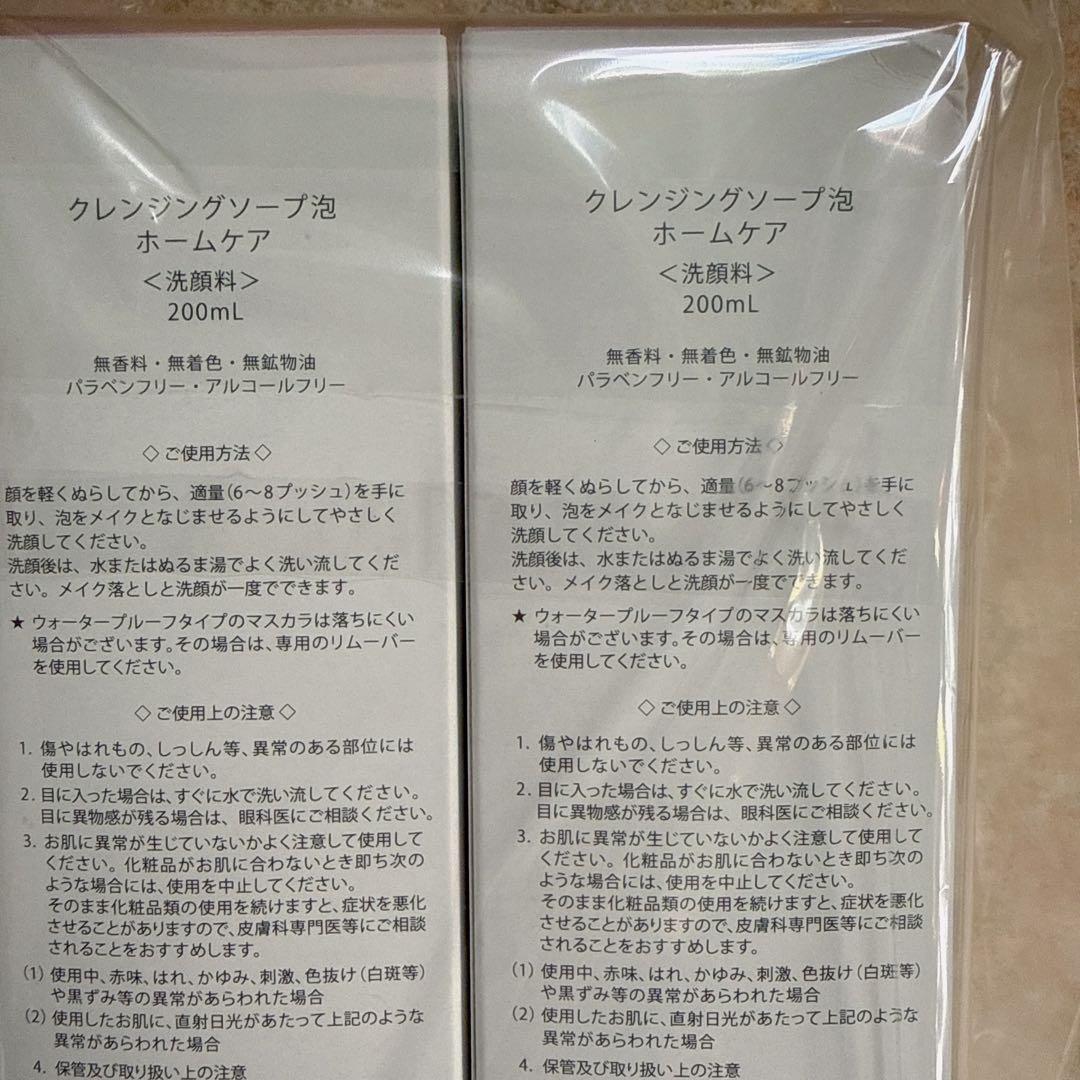 クレンジングソープ泡
ホームケア
＜洗顔料＞
200mL
無香料・無着色・無鉱物油
パラベンフリー・アルコールフリー
◇ご使用方法◇
顔を軽くぬらしてから、適量（6～8プッシュ）を手に
取り、泡をメイクとなじませるようにしてやさしく
洗顔してください。
洗顔後は、水またはぬるま湯でよく洗い流してくだ
さい。メイク落としと洗顔が一度でできます。
★ ウォータープルーフタイプのマスカラは落ちにくい
場合がございます。その場合は、専用のリムーバー
を使用してください。
◇ご使用上の注意◇
1. 傷やはれもの、しっしん等、異常のある部位には
使用しないでください。
2. 目に入った場合は、すぐに水で洗い流してください。
目に異物感が残る場合は、眼科医にご相談ください。
3. お肌に異常が生じていないかよく注意して使用して
ください。化粧品がお肌に合わないとき即ち次の
ような場合には、使用を中止してください。
そのまま化粧品類の使用を続けますと、症状を悪化
させることがありますので、皮膚科専門医等にご相談
されることをおすすめします。
(1) 使用中、赤味、はれ、かゆみ、刺激、色抜け（白斑等）
や黒ずみ等の異常があらわれた場合
(2) 使用したお肌に、直射日光があたって上記のような
異常があらわれた場合
4. 保管及び取り扱い上の注意
クレンジングソープ泡
ホームケア
＜洗顔料＞
200mL
無香料・無着色・無鉱物油
パラベンフリー・アルコールフリー
◇ご使用方法◇
顔を軽くぬらしてから、適量（6～8プッシュ）を手に
取り、泡をメイクとなじませるようにしてやさしく
洗顔してください。
洗顔後は、水またはぬるま湯でよく洗い流してくだ
さい。メイク落としと洗顔が一度でできます。
★ ウォータープルーフタイプのマスカラは落ちにくい
場合がございます。その場合は、専用のリムーバー
を使用してください。
◇ご使用上の注意◇
1. 傷やはれもの、しっしん等、異常のある部位には
使用しないでください。
2. 目に入った場合は、すぐに水で洗い流してください。
目に異物感が残る場合は、眼科医にご相談ください。
3. お肌に異常が生じていないかよく注意して使用して
ください。化粧品がお肌に合わないとき即ち次の
ような場合には、使用を中止してください。
そのまま化粧品類の使用を続けますと、症状を悪化
させることがありますので、皮膚科専門医等にご相談
されることをおすすめします。
(1) 使用中、赤味、はれ、かゆみ、刺激、色抜け（白斑等）
や黒ずみ等の異常があらわれた場合
(2) 使用したお肌に、直射日光があたって上記のような
異常があらわれた場合
4. 保管及び取り扱い上の注意